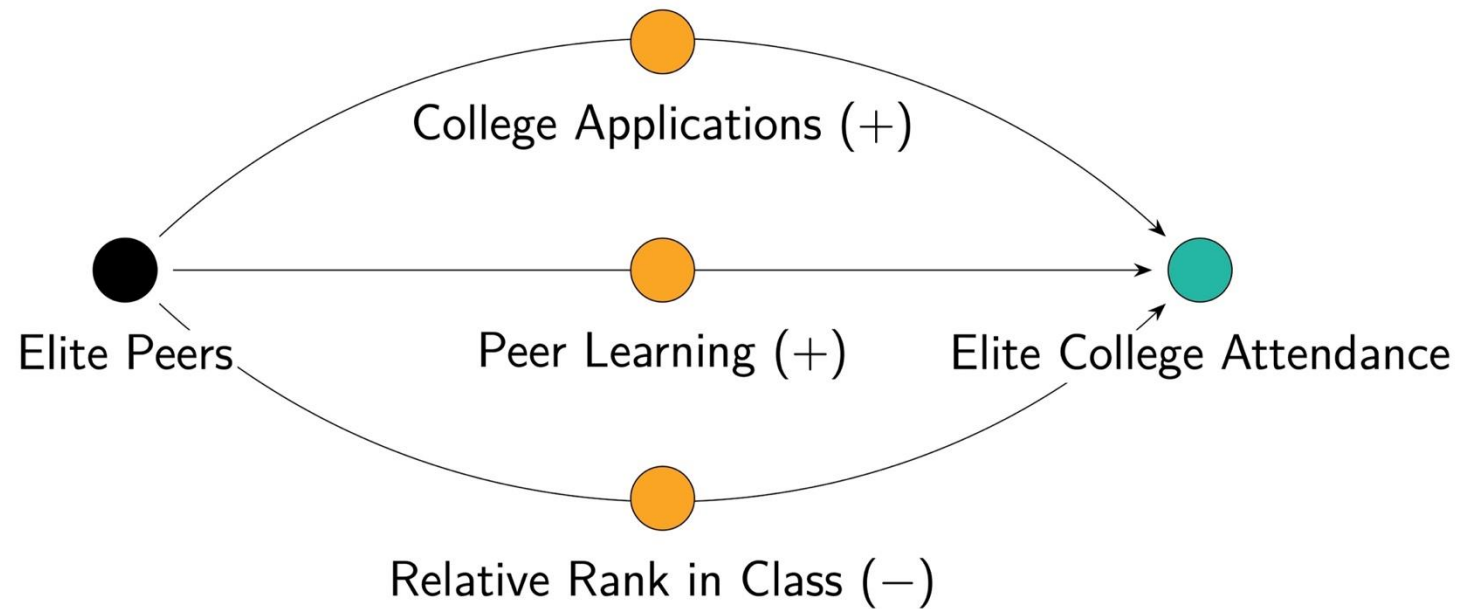 College Applications (+)
Elite Peers
Peer Learning (+)
Elite College Attendance
Relative Rank in Class (−)